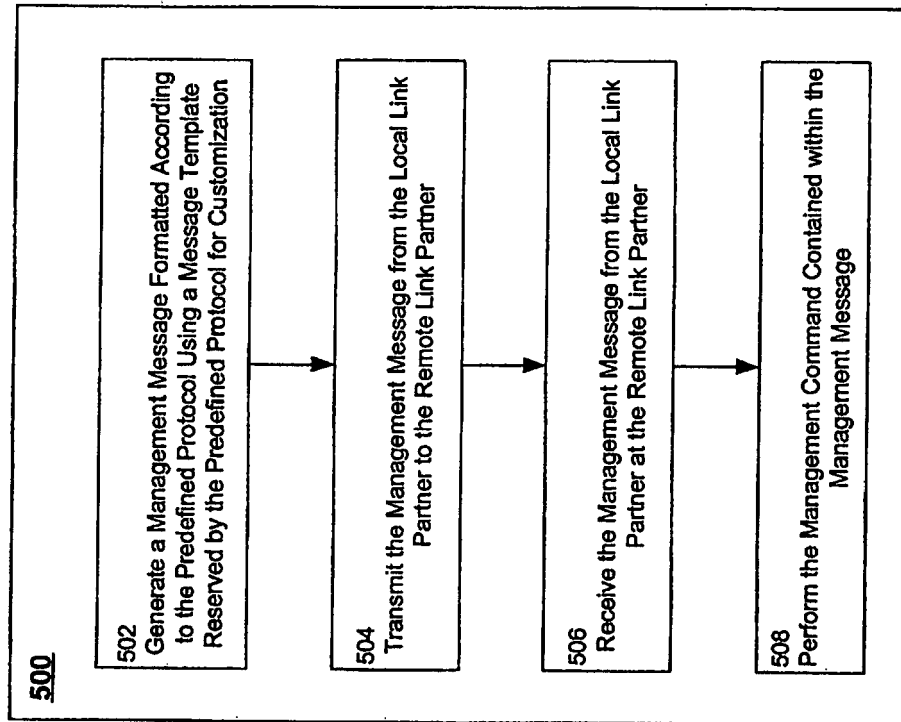 500
502
Generate a Management Message Formatted According
to the Predefined Protocol Using a Message Template
Reserved by the Predefined Protocol for Customization
504
Transmit the Management Message from the Local Link
Partner to the Remote Link Partner
506
Receive the Management Message from the Local Link
Partner at the Remote Link Partner
508
Perform the Management Command Contained within the
Management Message